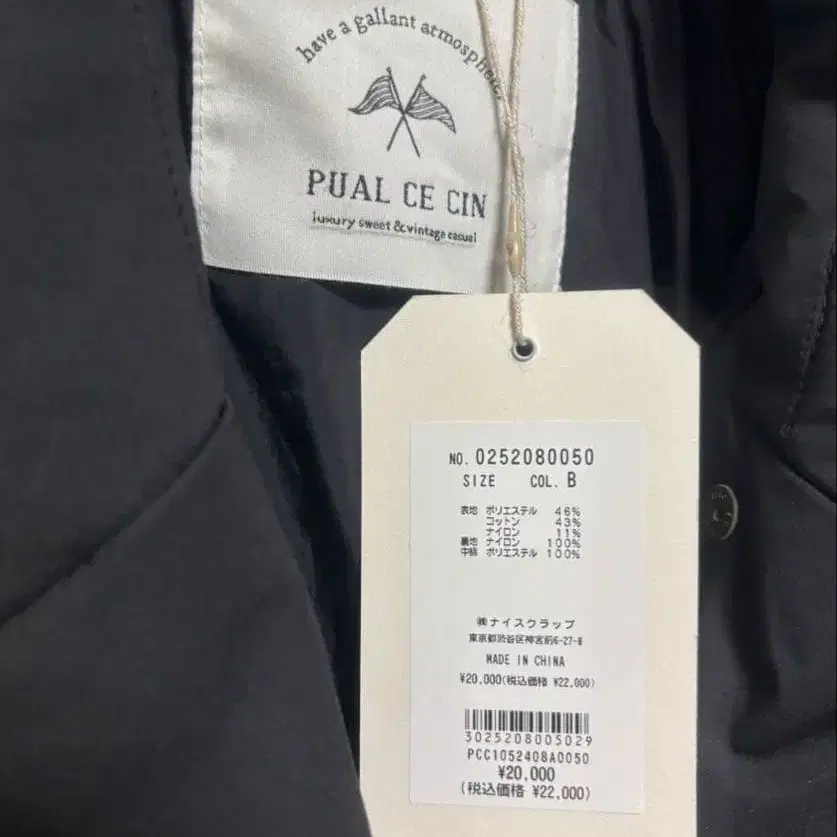 have a gallant atmosphere
PUAL CE CIN
luxury sweet & vintage casual
NO. 0252080050
SIZE COL. B
表地 ポリエステル 46%
コットン 43%
ナイロン 11%
裏地 ナイロン 100%
中綿 ポリエステル 100%
㈱ナイスクラップ
東京都渋谷区神宮前6-27-8
MADE IN CHINA
¥20,000(税込価格 ¥22,000)
3025208005029
PCC1052408A0050
¥20,000
(税込価格 ¥22,000)